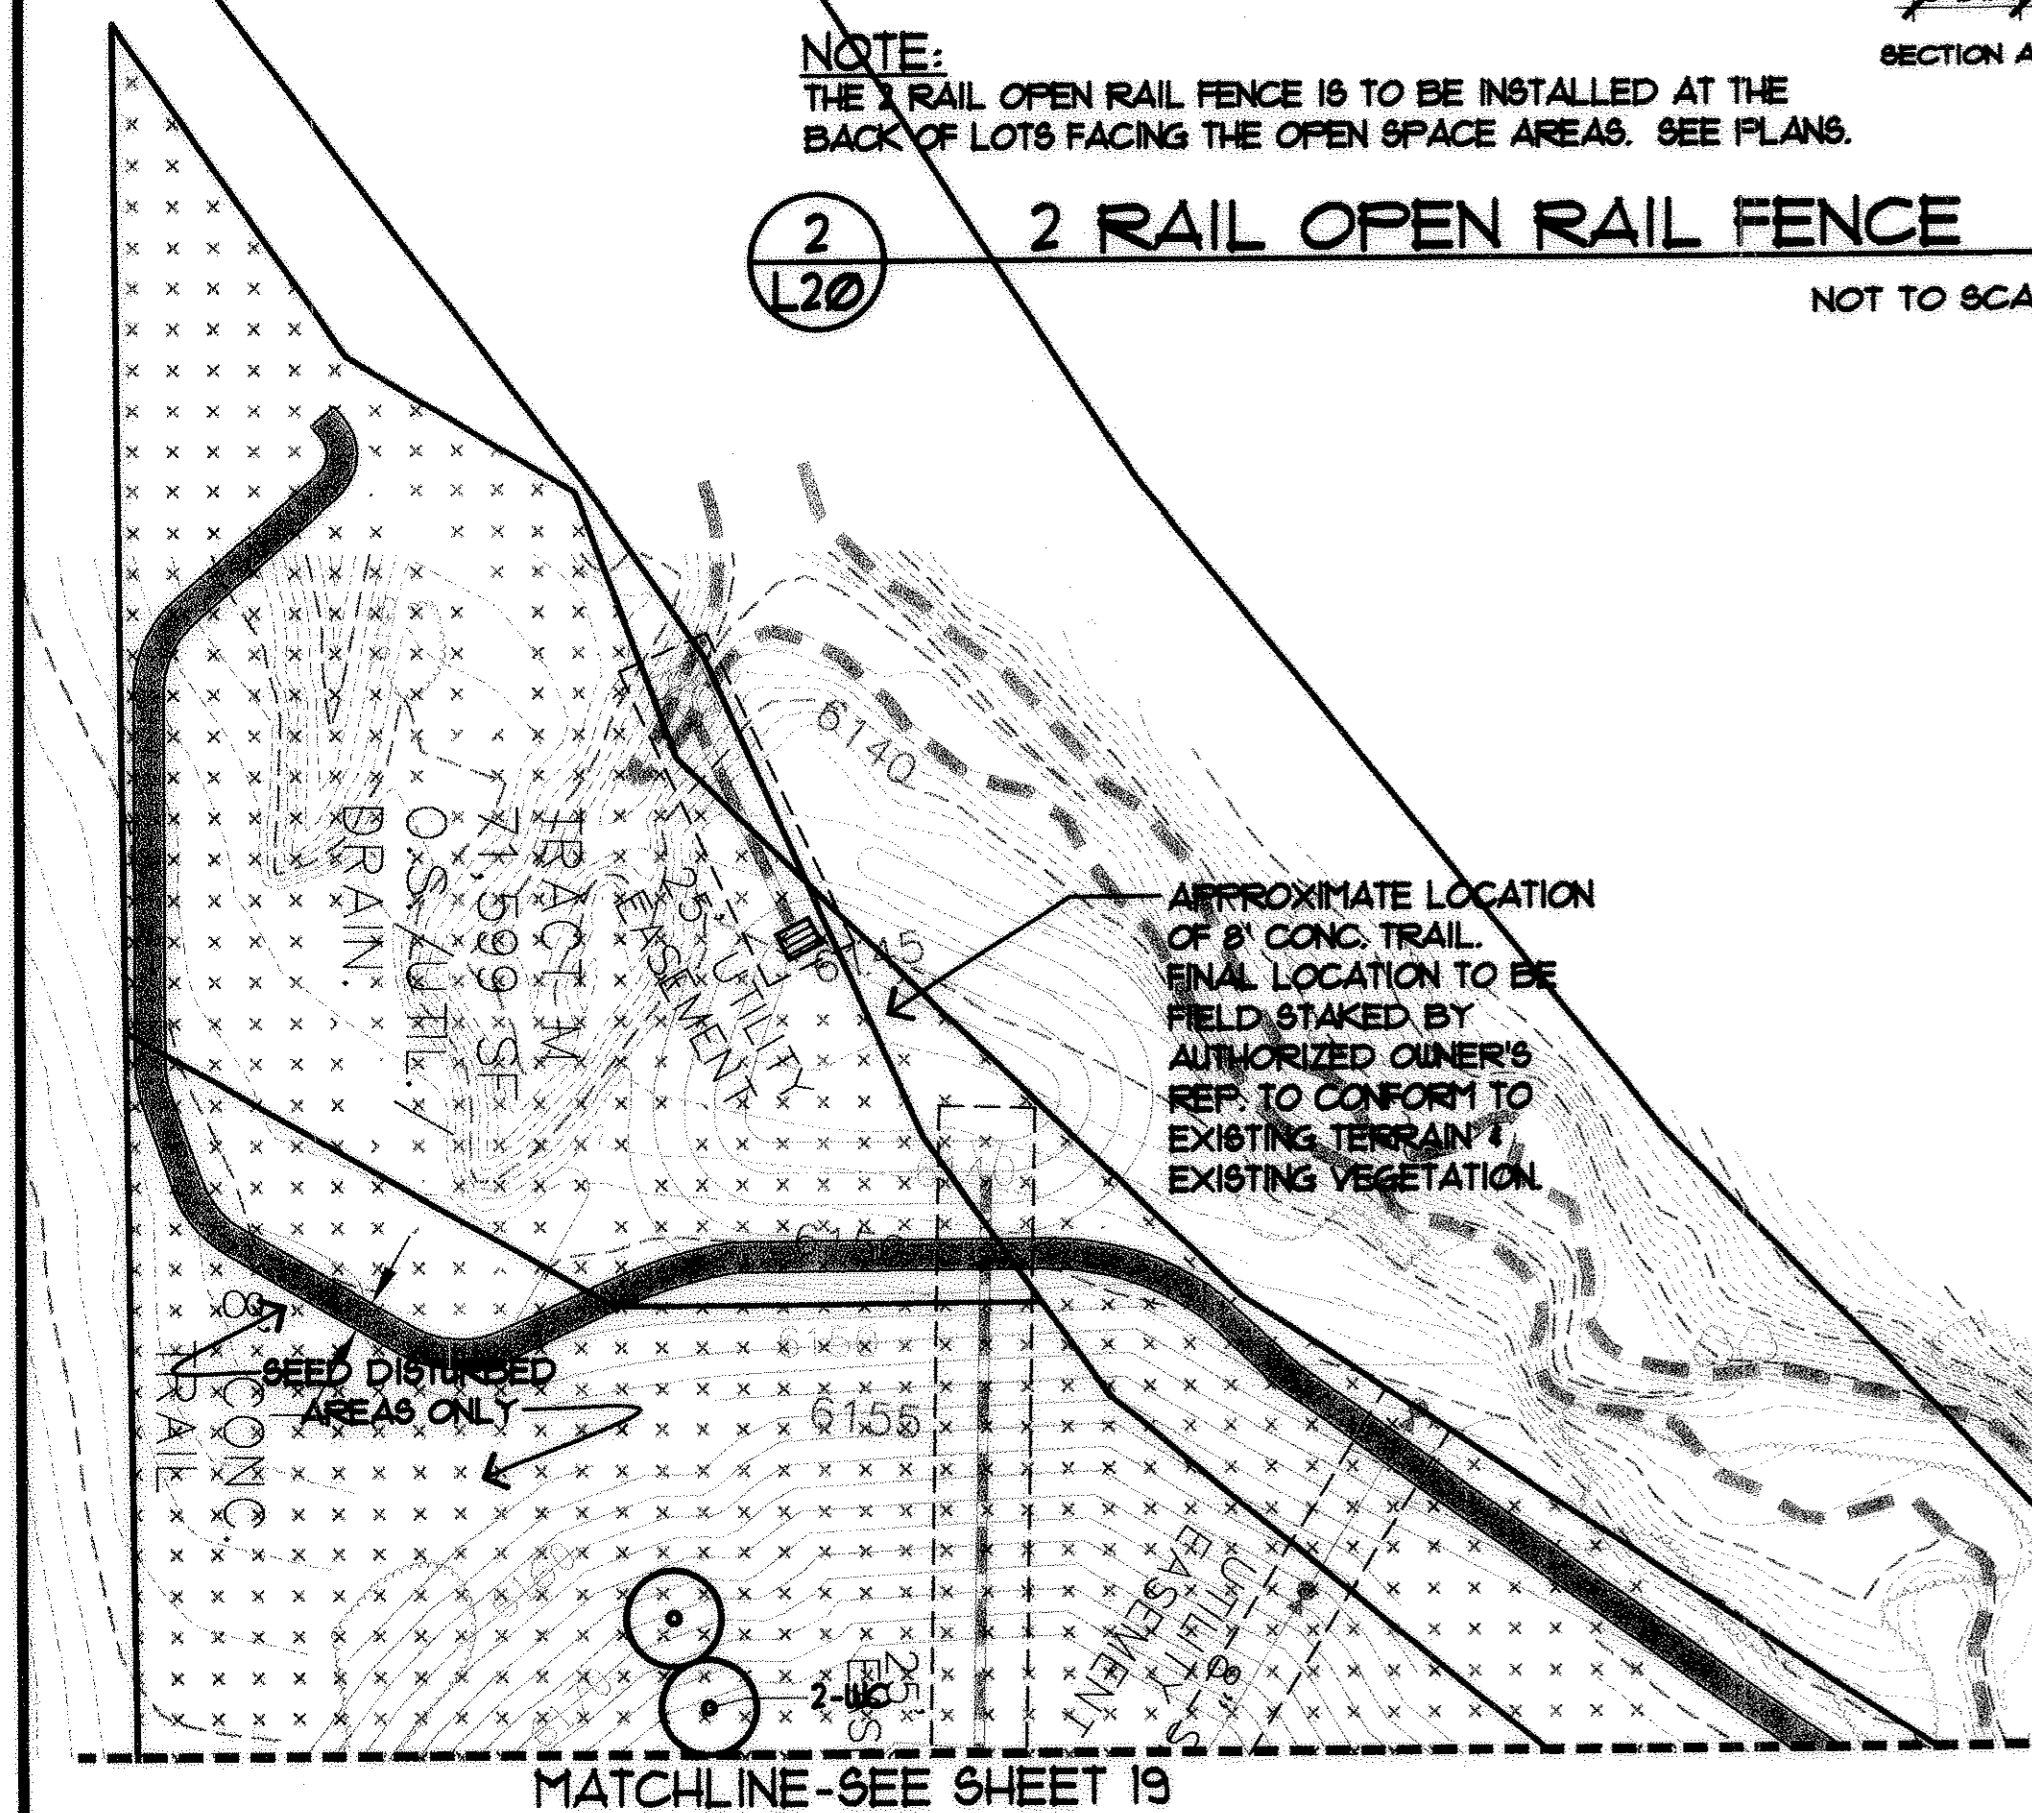 SECTION A
NOTE:
THE 2 RAIL OPEN RAIL FENCE IS TO BE INSTALLED AT THE
BACK OF LOTS FACING THE OPEN SPACE AREAS. SEE PLANS.
2
L20
2 RAIL OPEN RAIL FENCE
NOT TO SCA
6140
TRACT M
71,599 SF
O.S./UTIL.
DRAIN.
25' UTILITY
EASEMENT
APPROXIMATE LOCATION
OF 8' CONC. TRAIL.
FINAL LOCATION TO BE
FIELD STAKED BY
AUTHORIZED OWNER'S
REP. TO CONFORM TO
EXISTING TERRAIN &
EXISTING VEGETATION.
8'
CONC.
TRAIL
SEED DISTURBED
AREAS ONLY
6150
6155
6160
UTILITY
EASEMENT
2-WC
25'
MATCHLINE-SEE SHEET 19